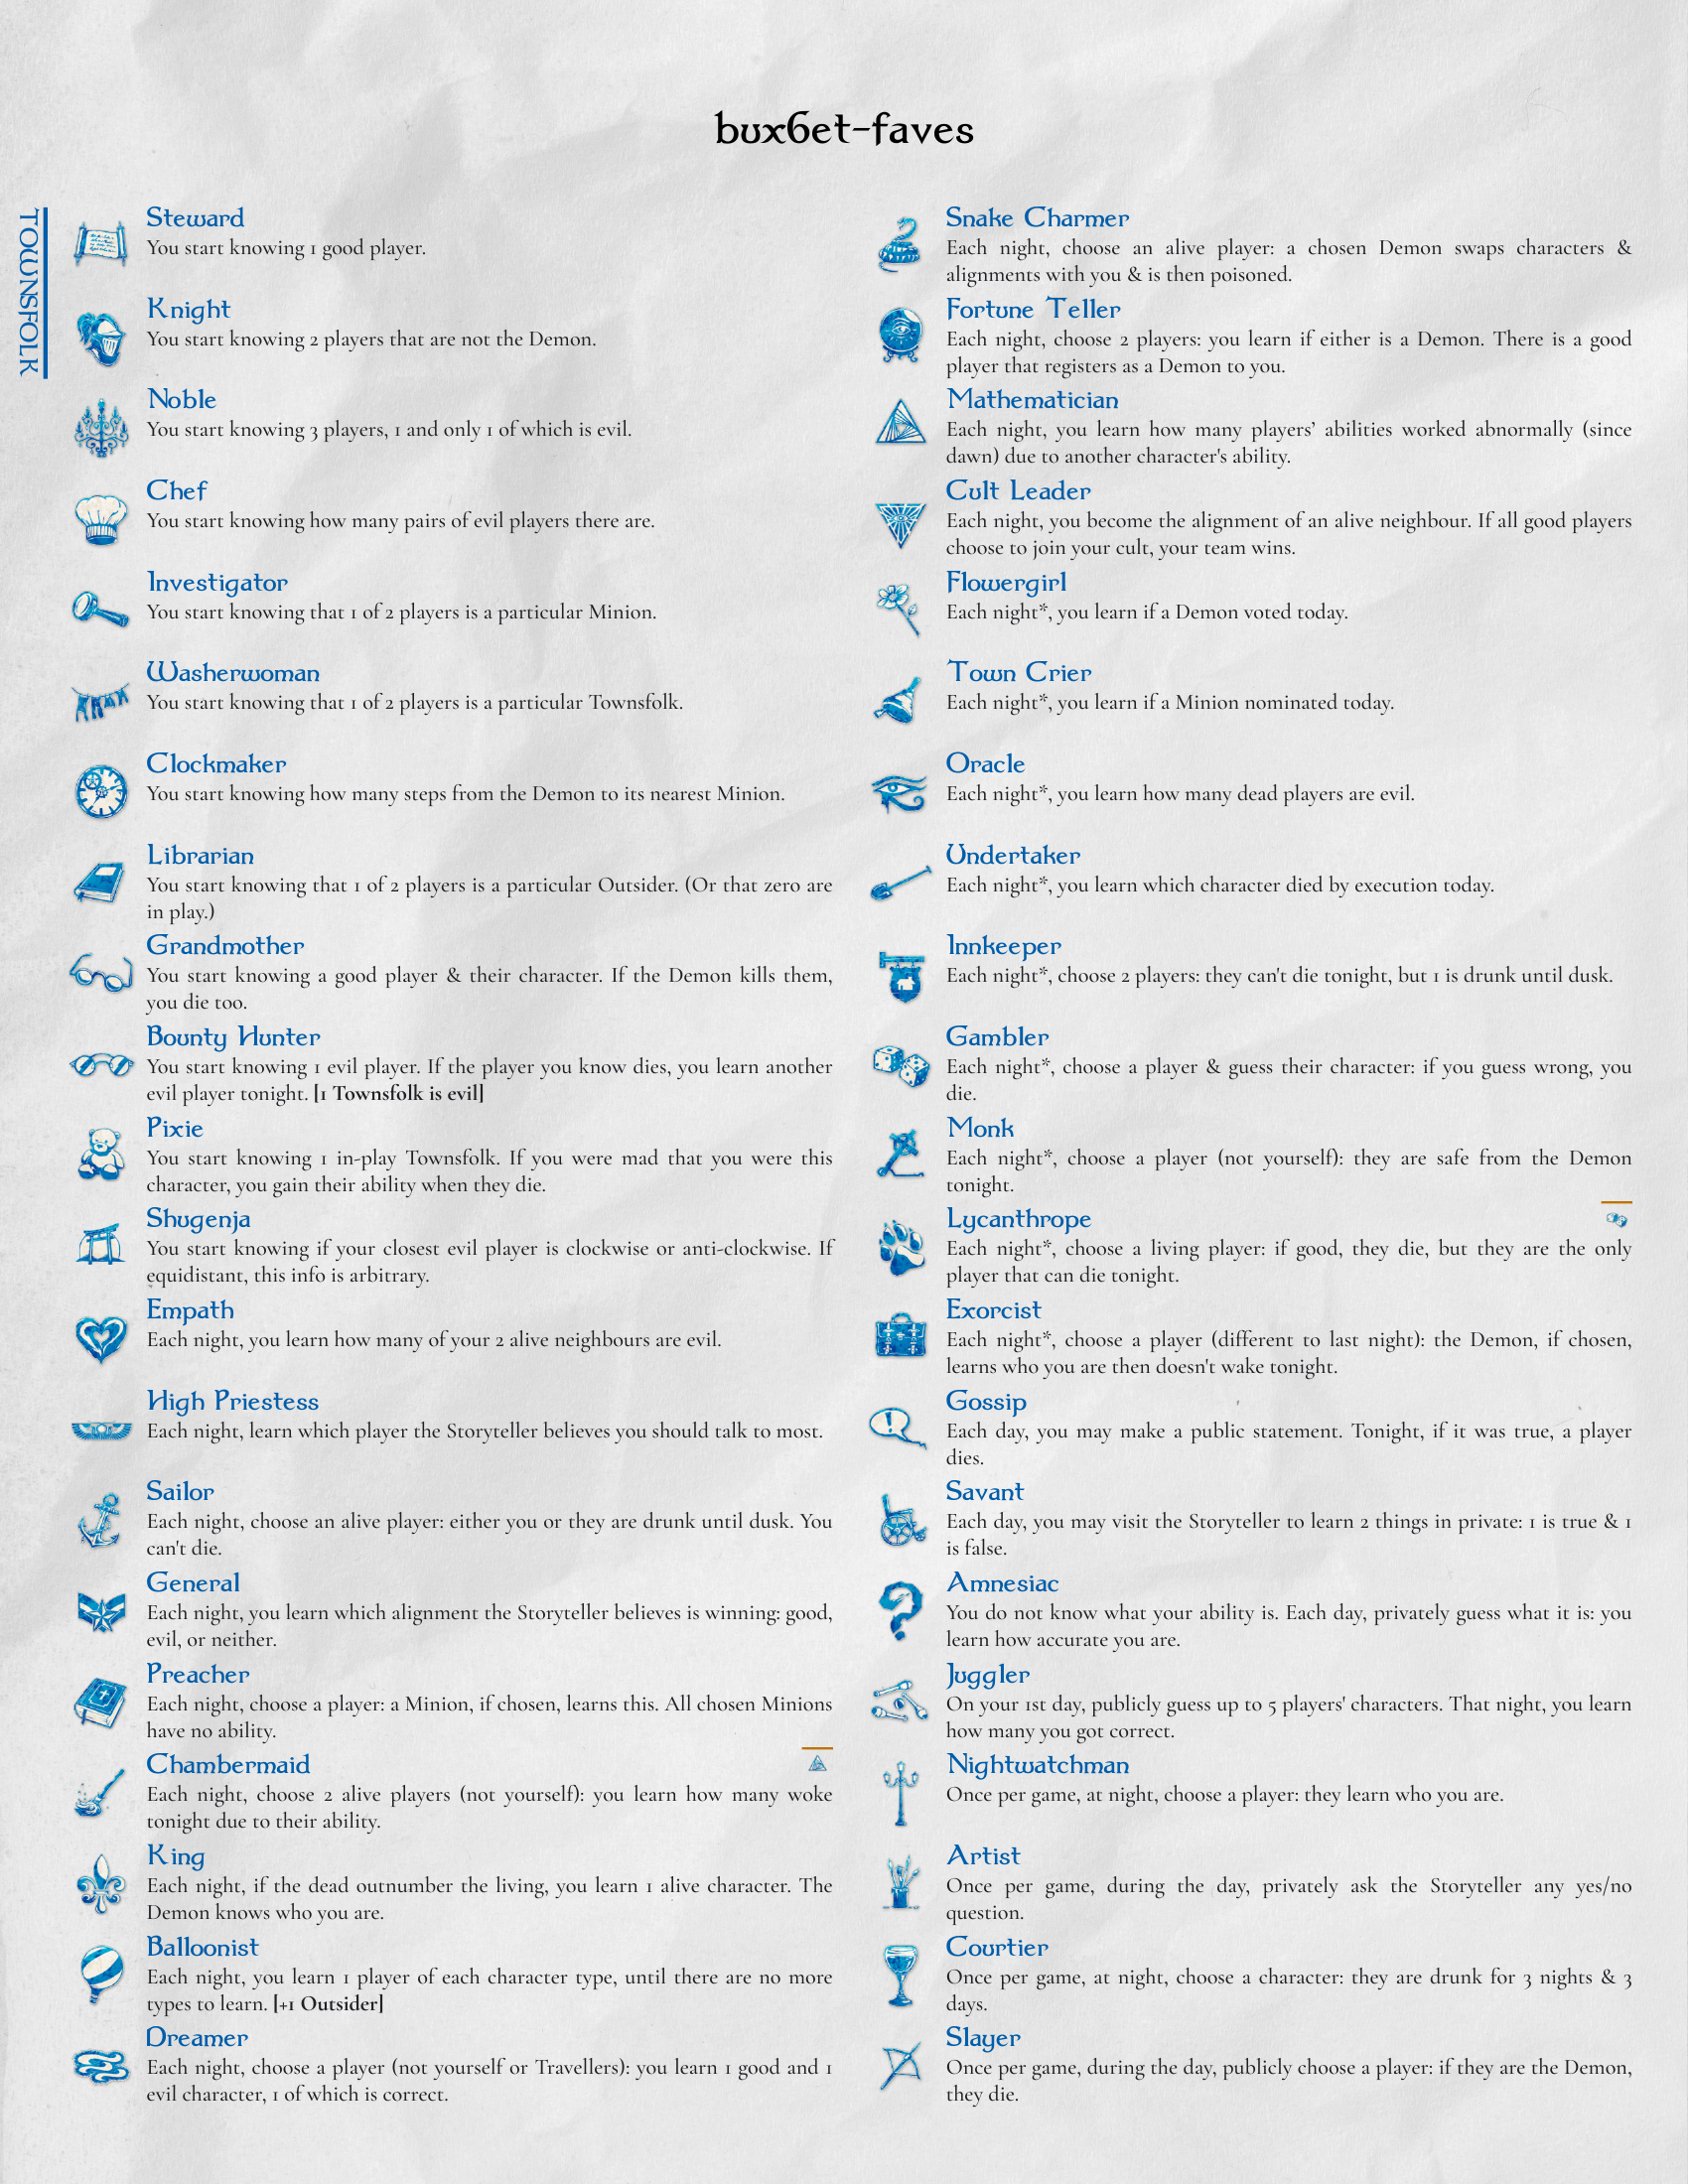 bux6et-faves
TOWNSFOLK
Steward
You start knowing 1 good player.
Knight
You start knowing 2 players that are not the Demon.
Noble
You start knowing 3 players, 1 and only 1 of which is evil.
Chef
You start knowing how many pairs of evil players there are.
Investigator
You start knowing that 1 of 2 players is a particular Minion.
Washerwoman
You start knowing that 1 of 2 players is a particular Townsfolk.
Clockmaker
You start knowing how many steps from the Demon to its nearest Minion.
Librarian
You start knowing that 1 of 2 players is a particular Outsider. (Or that zero are
in play.)
Grandmother
You start knowing a good player & their character. If the Demon kills them,
you die too.
Bounty Hunter
You start knowing 1 evil player. If the player you know dies, you learn another
evil player tonight. [1 Townsfolk is evil]
Pixie
You start knowing 1 in-play Townsfolk. If you were mad that you were this
character, you gain their ability when they die.
Shugenja
You start knowing if your closest evil player is clockwise or anti-clockwise. If
equidistant, this info is arbitrary.
Empath
Each night, you learn how many of your 2 alive neighbours are evil.
High Priestess
Each night, learn which player the Storyteller believes you should talk to most.
Sailor
Each night, choose an alive player: either you or they are drunk until dusk. You
can't die.
General
Each night, you learn which alignment the Storyteller believes is winning: good,
evil, or neither.
Preacher
Each night, choose a player: a Minion, if chosen, learns this. All chosen Minions
have no ability.
Chambermaid
Each night, choose 2 alive players (not yourself): you learn how many woke
tonight due to their ability.
King
Each night, if the dead outnumber the living, you learn 1 alive character. The
Demon knows who you are.
Balloonist
Each night, you learn 1 player of each character type, until there are no more
types to learn. [+1 Outsider]
Dreamer
Each night, choose a player (not yourself or Travellers): you learn 1 good and 1
evil character, 1 of which is correct.
Snake Charmer
Each night, choose an alive player: a chosen Demon swaps characters &
alignments with you & is then poisoned.
Fortune Teller
Each night, choose 2 players: you learn if either is a Demon. There is a good
player that registers as a Demon to you.
Mathematician
Each night, you learn how many players’ abilities worked abnormally (since
dawn) due to another character's ability.
Cult Leader
Each night, you become the alignment of an alive neighbour. If all good players
choose to join your cult, your team wins.
Flowergirl
Each night*, you learn if a Demon voted today.
Town Crier
Each night*, you learn if a Minion nominated today.
Oracle
Each night*, you learn how many dead players are evil.
Undertaker
Each night*, you learn which character died by execution today.
Innkeeper
Each night*, choose 2 players: they can't die tonight, but 1 is drunk until dusk.
Gambler
Each night*, choose a player & guess their character: if you guess wrong, you
die.
Monk
Each night*, choose a player (not yourself): they are safe from the Demon
tonight.
Lycanthrope
Each night*, choose a living player: if good, they die, but they are the only
player that can die tonight.
Exorcist
Each night*, choose a player (different to last night): the Demon, if chosen,
learns who you are then doesn't wake tonight.
Gossip
Each day, you may make a public statement. Tonight, if it was true, a player
dies.
Savant
Each day, you may visit the Storyteller to learn 2 things in private: 1 is true & 1
is false.
Amnesiac
You do not know what your ability is. Each day, privately guess what it is: you
learn how accurate you are.
Juggler
On your 1st day, publicly guess up to 5 players' characters. That night, you learn
how many you got correct.
Nightwatchman
Once per game, at night, choose a player: they learn who you are.
Artist
Once per game, during the day, privately ask the Storyteller any yes/no
question.
Courtier
Once per game, at night, choose a character: they are drunk for 3 nights & 3
days.
Slayer
Once per game, during the day, publicly choose a player: if they are the Demon,
they die.